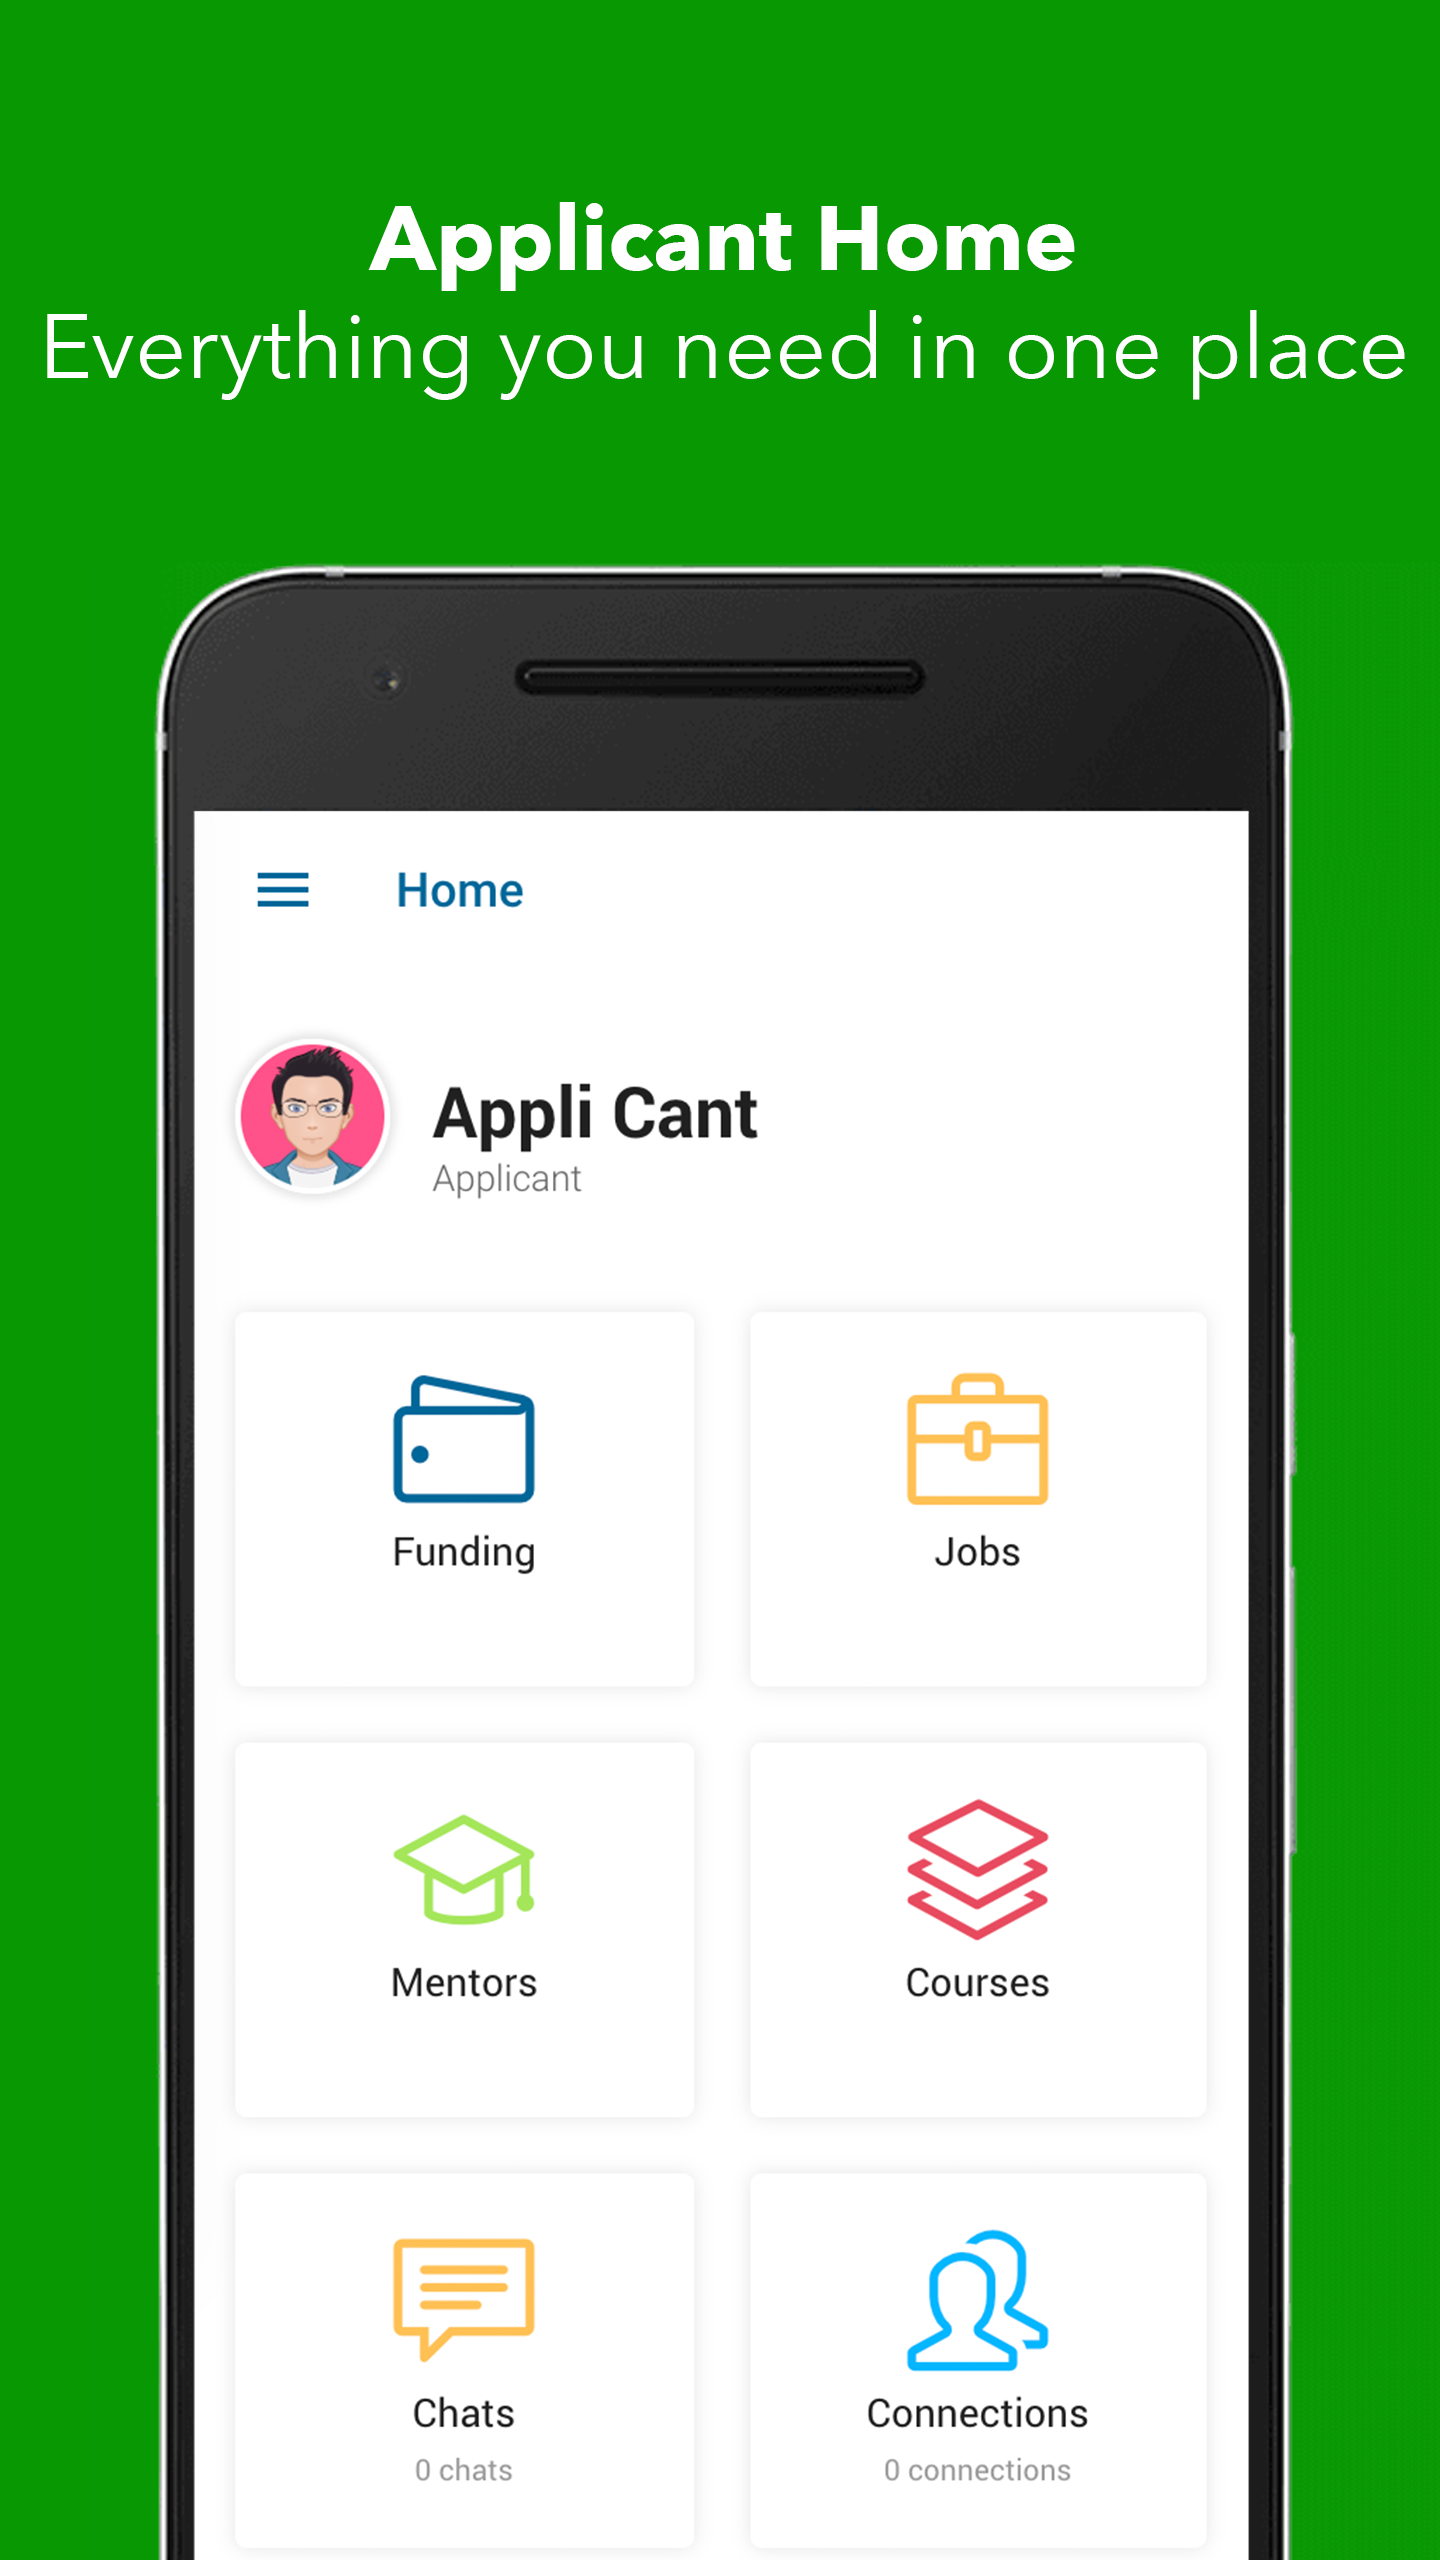 Applicant Home
Everything you need in one place
Home
Appli Cant
Applicant
Funding
Jobs
Mentors
Courses
Chats
0 chats
Connections
0 connections